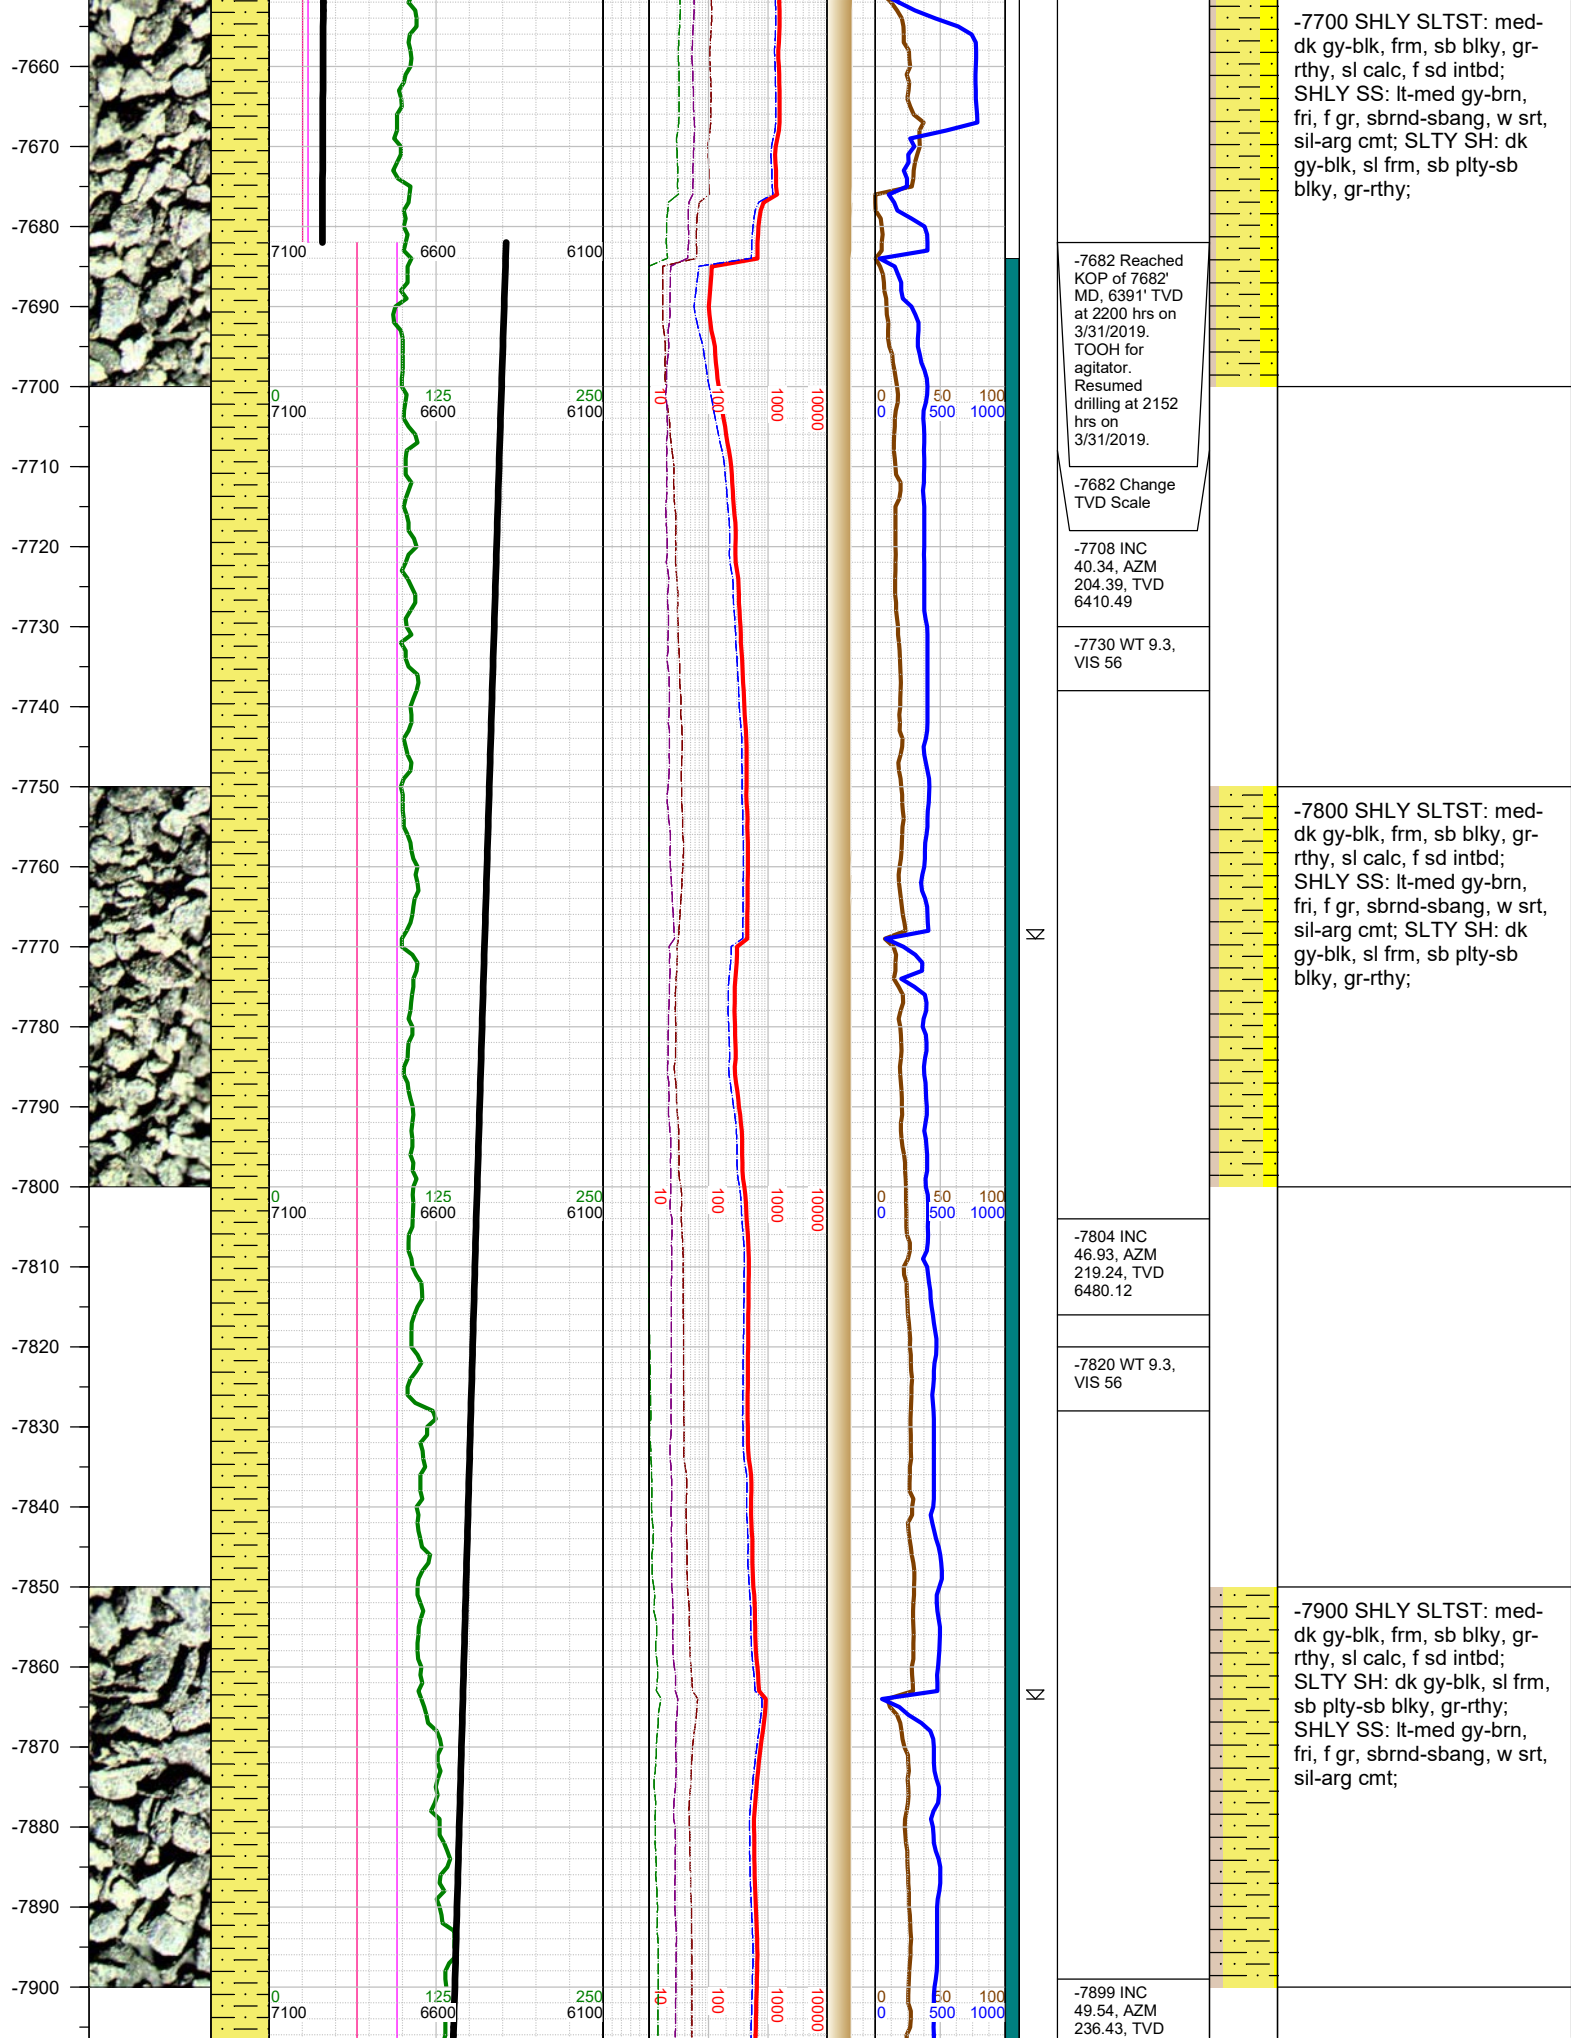 -7660
-7670
-7680
-7690
-7700
-7710
-7720
-7730
-7740
-7750
-7760
-7770
-7780
-7790
-7800
-7810
-7820
-7830
-7840
-7850
-7860
-7870
-7880
-7890
-7900
7100 6600 6100
0 125 250
7100 6600 6100
10 100 1000 10000
0 50 100
0 500 1000
0 125 250
7100 6600 6100
10 100 1000 10000
0 50 100
0 500 1000
0 125 250
7100 6600 6100
10 100 1000 10000
0 50 100
0 500 1000
-7682 Reached
KOP of 7682'
MD, 6391' TVD
at 2200 hrs on
3/31/2019.
TOOH for
agitator.
Resumed
drilling at 2152
hrs on
3/31/2019.
-7682 Change
TVD Scale
-7708 INC
40.34, AZM
204.39, TVD
6410.49
-7730 WT 9.3,
VIS 56
-7804 INC
46.93, AZM
219.24, TVD
6480.12
-7820 WT 9.3,
VIS 56
-7899 INC
49.54, AZM
236.43, TVD
-7700 SHLY SLTST: med-
dk gy-blk, frm, sb blky, gr-
rthy, sl calc, f sd intbd;
SHLY SS: lt-med gy-brn,
fri, f gr, sbrnd-sbang, w srt,
sil-arg cmt; SLTY SH: dk
gy-blk, sl frm, sb plty-sb
blky, gr-rthy;
-7800 SHLY SLTST: med-
dk gy-blk, frm, sb blky, gr-
rthy, sl calc, f sd intbd;
SHLY SS: lt-med gy-brn,
fri, f gr, sbrnd-sbang, w srt,
sil-arg cmt; SLTY SH: dk
gy-blk, sl frm, sb plty-sb
blky, gr-rthy;
-7900 SHLY SLTST: med-
dk gy-blk, frm, sb blky, gr-
rthy, sl calc, f sd intbd;
SLTY SH: dk gy-blk, sl frm,
sb plty-sb blky, gr-rthy;
SHLY SS: lt-med gy-brn,
fri, f gr, sbrnd-sbang, w srt,
sil-arg cmt;